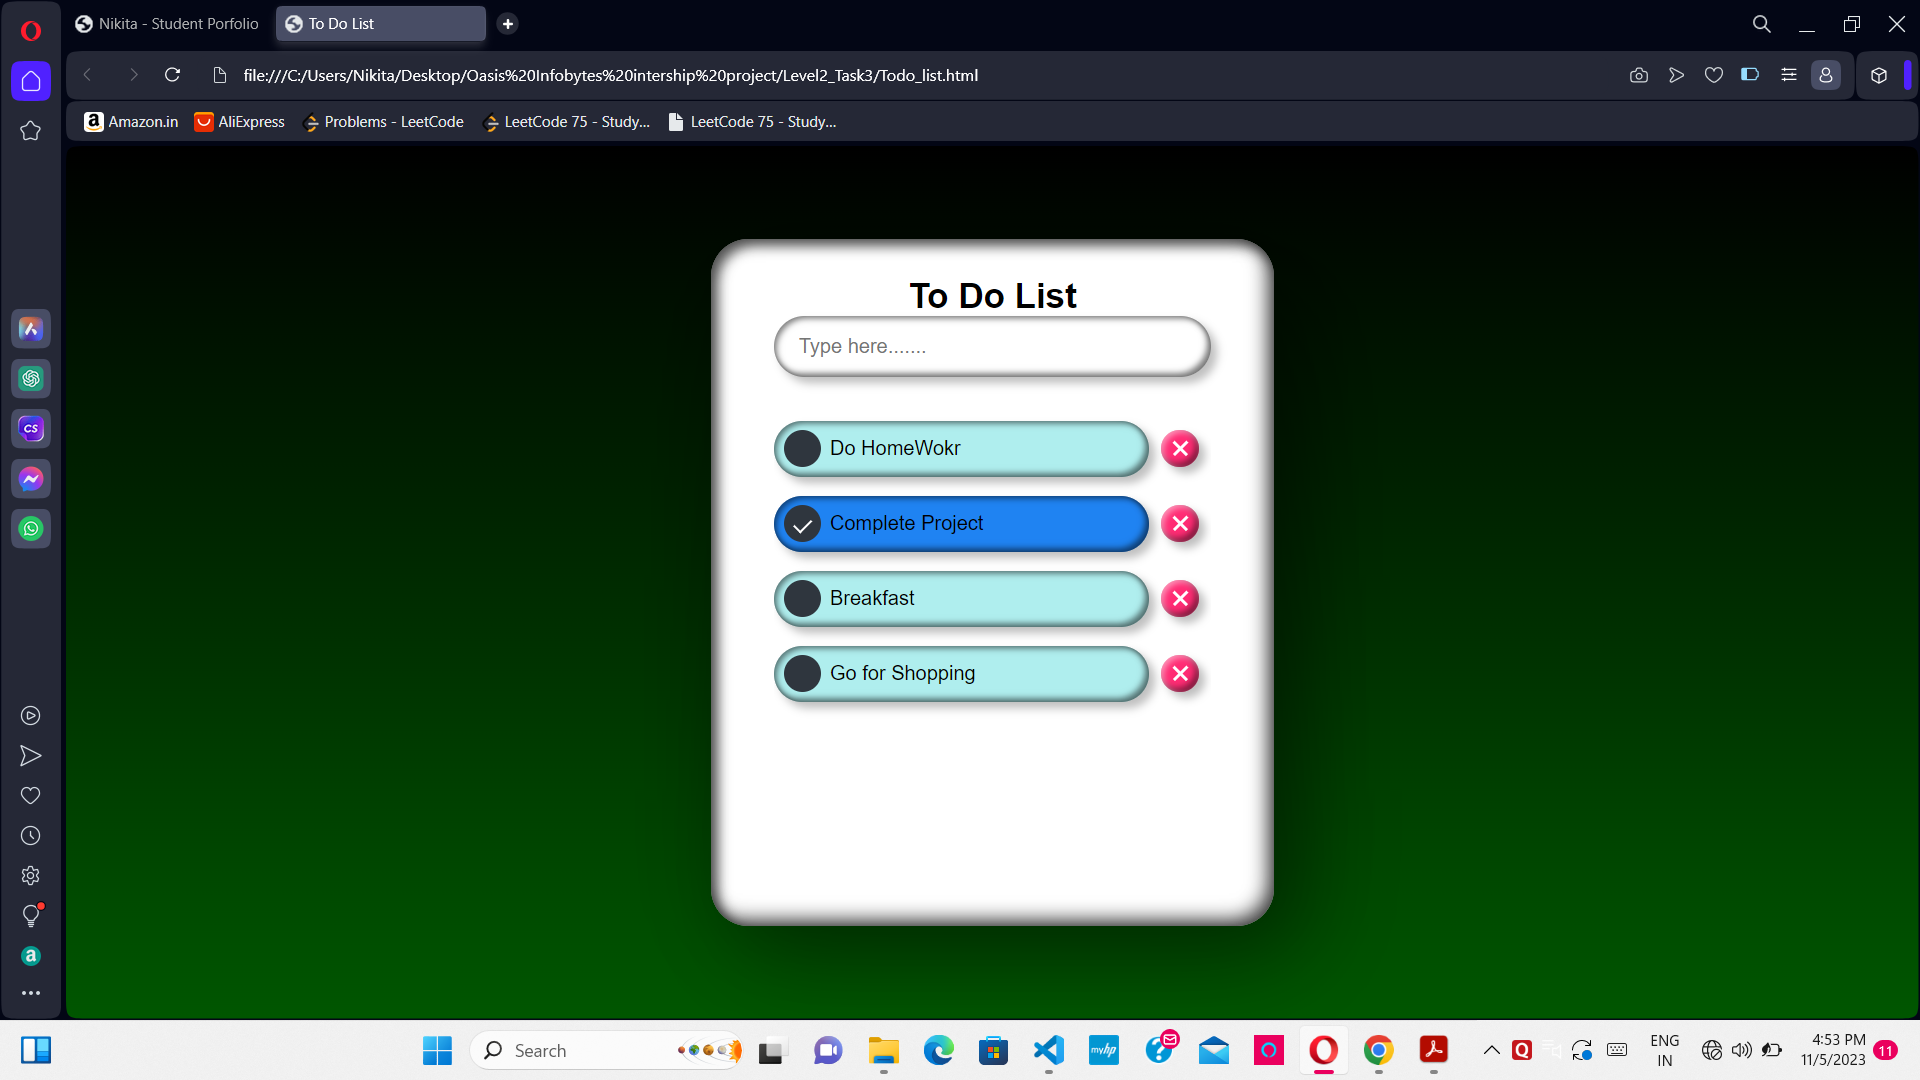 Nikita - Student Porfolio
To Do List
file:///C:/Users/Nikita/Desktop/Oasis%20Infobytes%20intership%20project/Level2_Task3/Todo_list.html
Amazon.in
AliExpress
Problems - LeetCode
LeetCode 75 - Study...
LeetCode 75 - Study...
To Do List
Type here.......
Do HomeWokr
Complete Project
Breakfast
Go for Shopping
CS
a
Search
myhp
ENG
IN
4:53 PM
11/5/2023
11